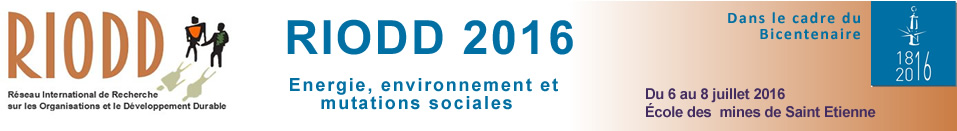 RIODD
Réseau International de Recherche
sur les Organisations et le Développement Durable
RIODD 2016
Energie, environnement et
mutations sociales
Dans le cadre du
Bicentenaire
18
2016
Du 6 au 8 juillet 2016
École des mines de Saint Etienne